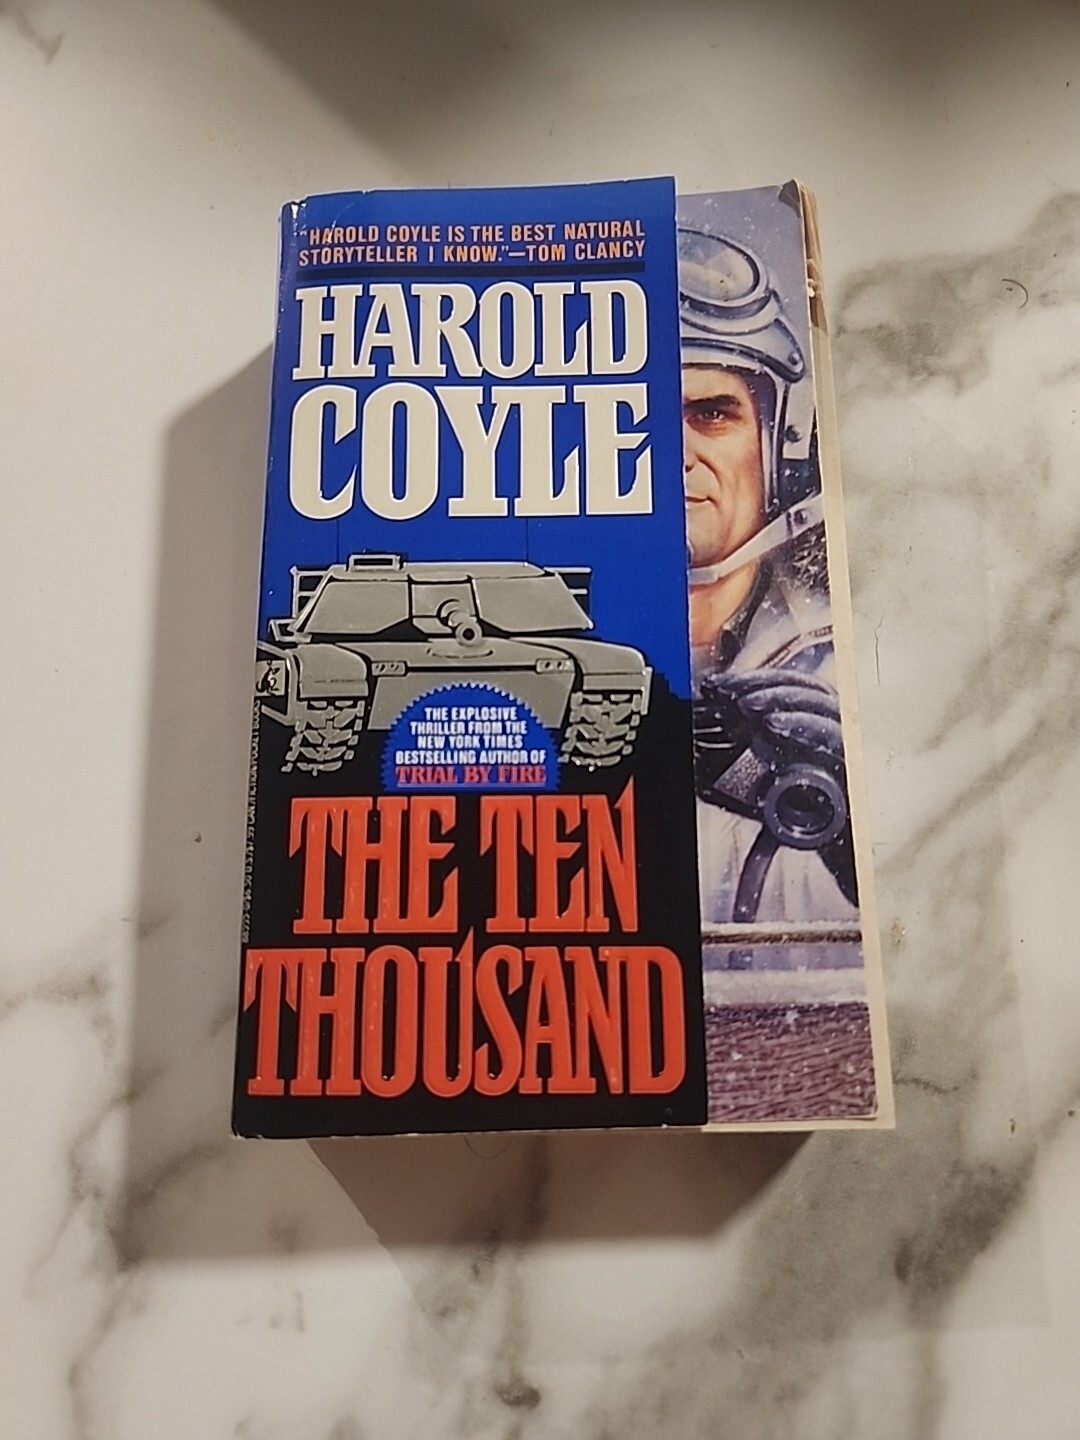 "HAROLD COYLE IS THE BEST NATURAL
STORYTELLER I KNOW."—TOM CLANCY
HAROLD
COYLE
THE EXPLOSIVE
THRILLER FROM THE
NEW YORK TIMES
BESTSELLING AUTHOR OF
TRIAL BY FIRE
THE TEN
THOUSAND